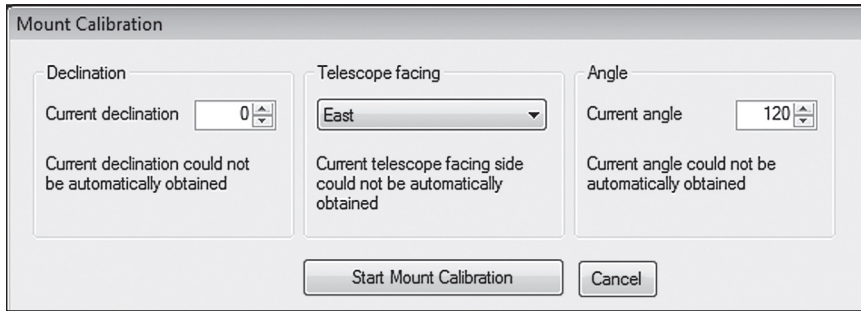 Mount Calibration
Declination
Current declination 0
Current declination could not
be automatically obtained
Telescope facing
East
Current telescope facing side
could not be automatically
obtained
Angle
Current angle 120
Current angle could not be
automatically obtained
Start Mount Calibration
Cancel